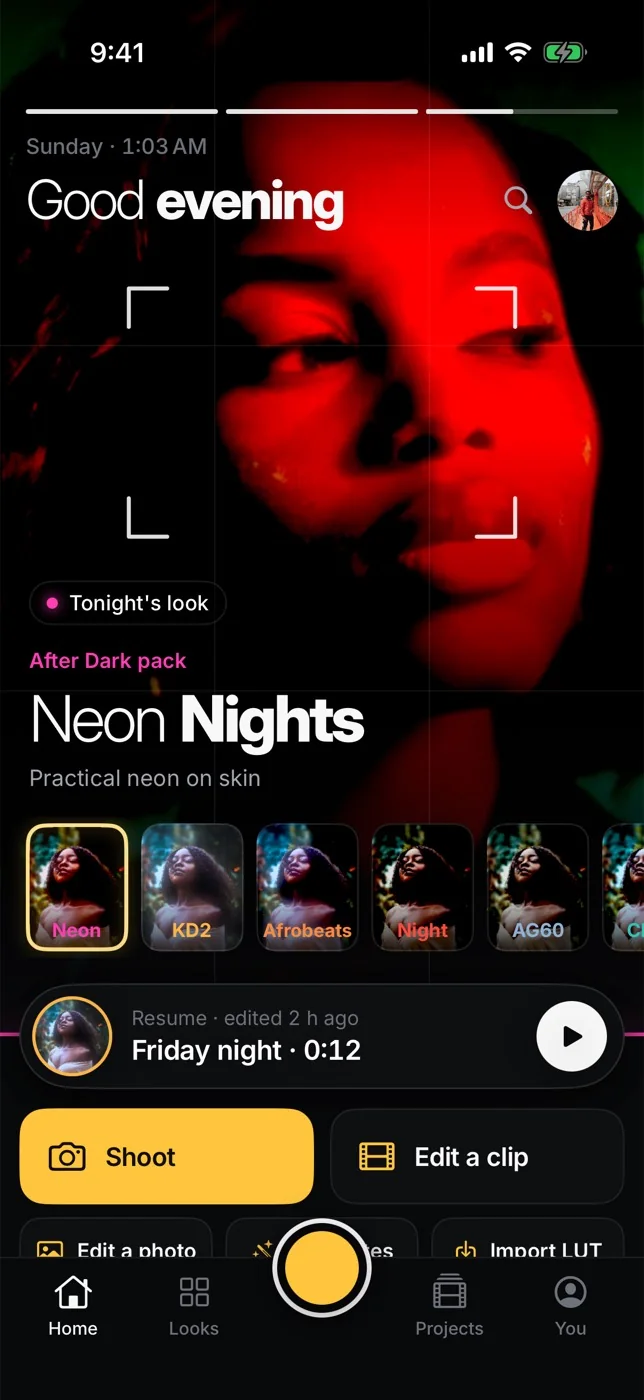 9:41
Sunday · 1:03 AM
Good evening
Tonight's look
After Dark pack
Neon Nights
Practical neon on skin
Neon
KD2
Afrobeats
Night
AG60
Resume · edited 2 h ago
Friday night · 0:12
Shoot
Edit a clip
Edit a photo
Import LUT
Home
Looks
Projects
You